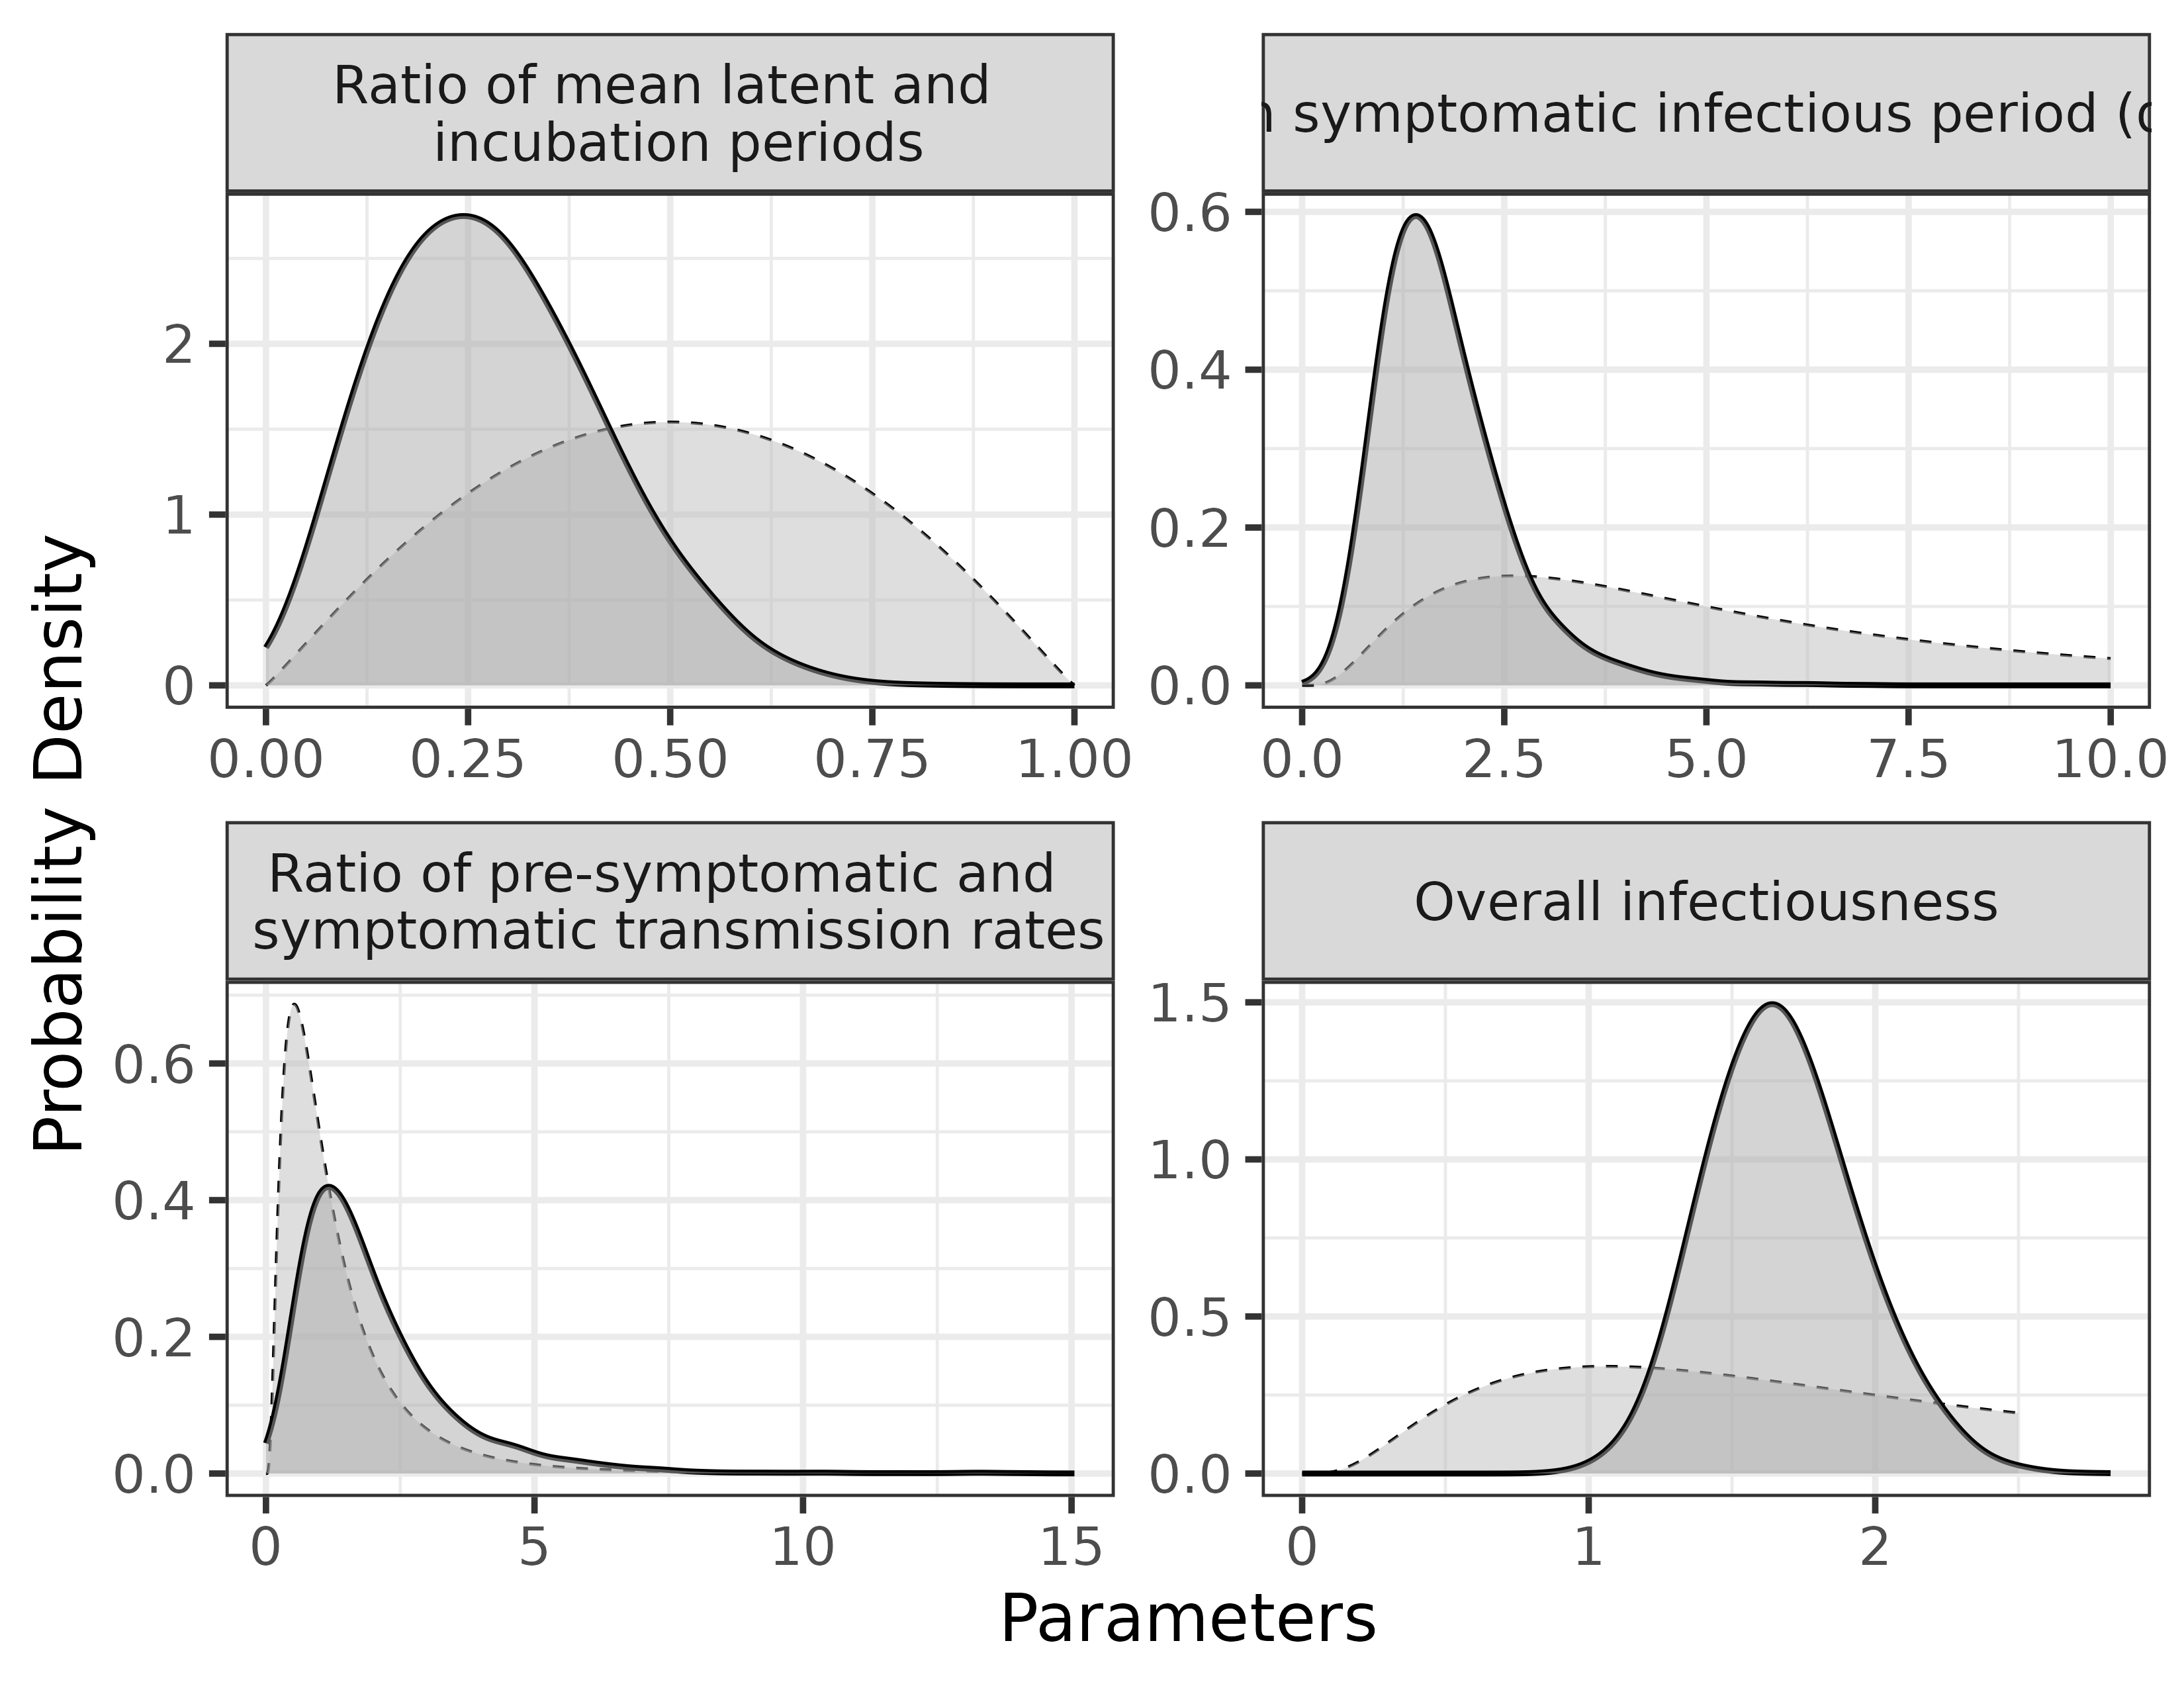 Ratio of mean latent and
incubation periods
symptomatic infectious period
0.6
0.4
0.2
0.0
2
1
0
0.00 0.25 0.50 0.75 1.00
0.0 2.5 5.0 7.5 10.0
Probability Density
Ratio of pre-symptomatic and
symptomatic transmission rates
Overall infectiousness
0.6
0.4
0.2
0.0
1.5
1.0
0.5
0.0
0 5 10 15
0 1 2
Parameters